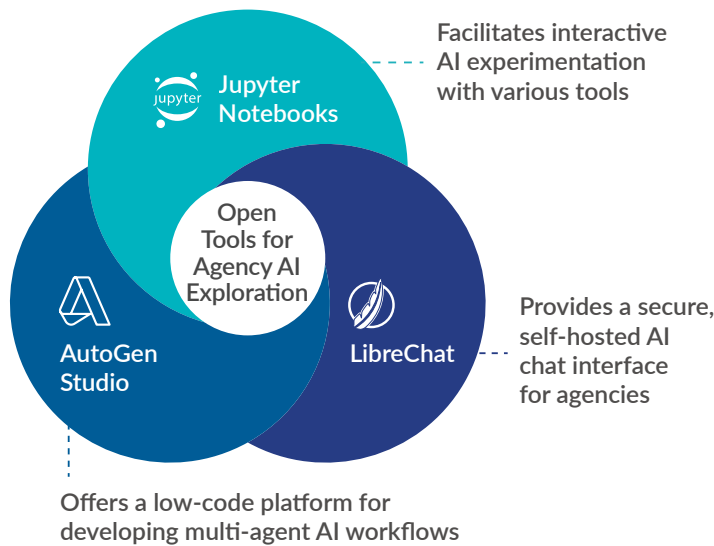 Facilitates interactive
AI experimentation
with various tools
jupyter
Jupyter
Notebooks
Open
Tools for
Agency AI
Exploration
AutoGen
Studio
LibreChat
Provides a secure,
self-hosted AI
chat interface
for agencies
Offers a low-code platform for
developing multi-agent AI workflows